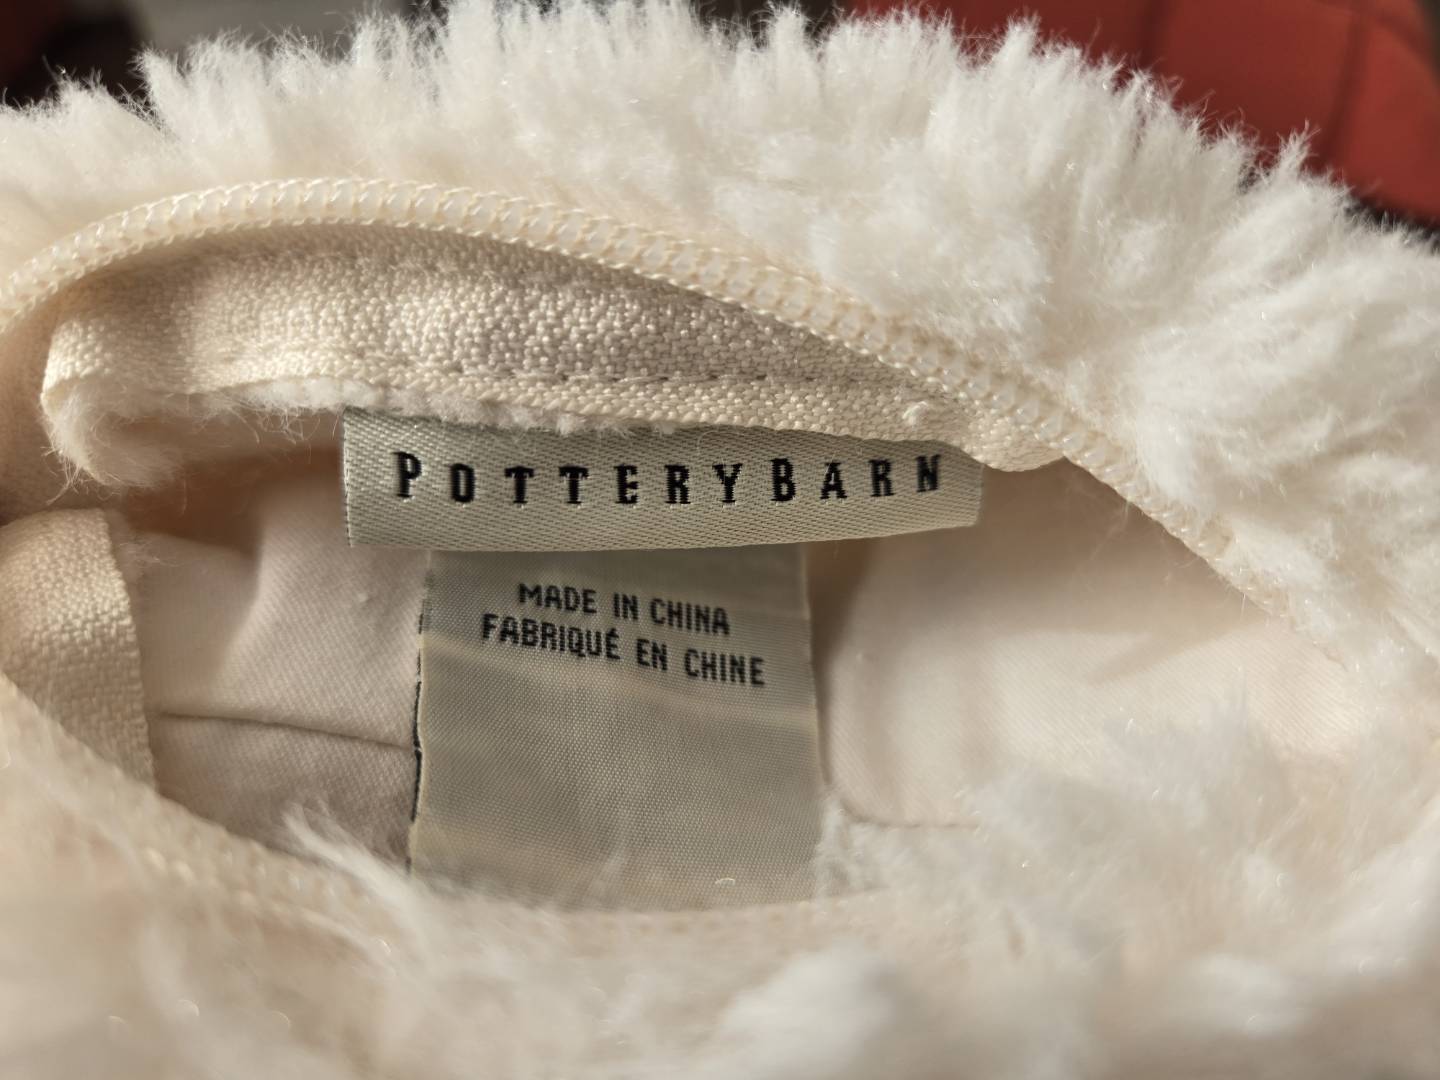 POTTERYBARN
MADE IN CHINA
FABRIQUÉ EN CHINE